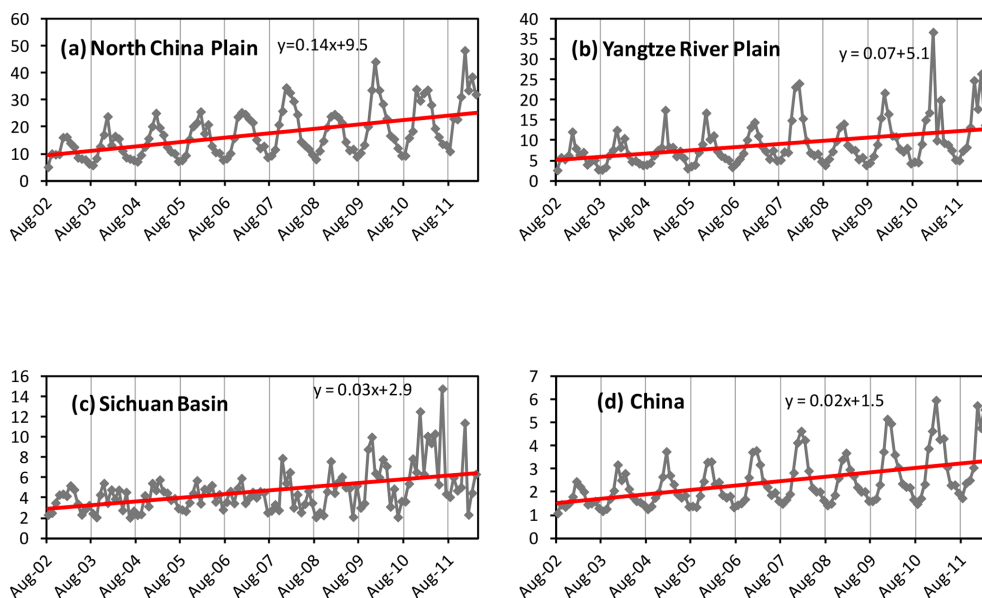 60
50
40
30
20
10
0
(a) North China Plain
y=0.14x+9.5
Aug-02
Aug-03
Aug-04
Aug-05
Aug-06
Aug-07
Aug-08
Aug-09
Aug-10
Aug-11
40
35
30
25
20
15
10
5
0
(b) Yangtze River Plain
y = 0.07+5.1
Aug-02
Aug-03
Aug-04
Aug-05
Aug-06
Aug-07
Aug-08
Aug-09
Aug-10
Aug-11
16
14
12
10
8
6
4
2
0
(c) Sichuan Basin
y = 0.03x+2.9
Aug-02
Aug-03
Aug-04
Aug-05
Aug-06
Aug-07
Aug-08
Aug-09
Aug-10
Aug-11
7
6
5
4
3
2
1
0
(d) China
y = 0.02x+1.5
Aug-02
Aug-03
Aug-04
Aug-05
Aug-06
Aug-07
Aug-08
Aug-09
Aug-10
Aug-11